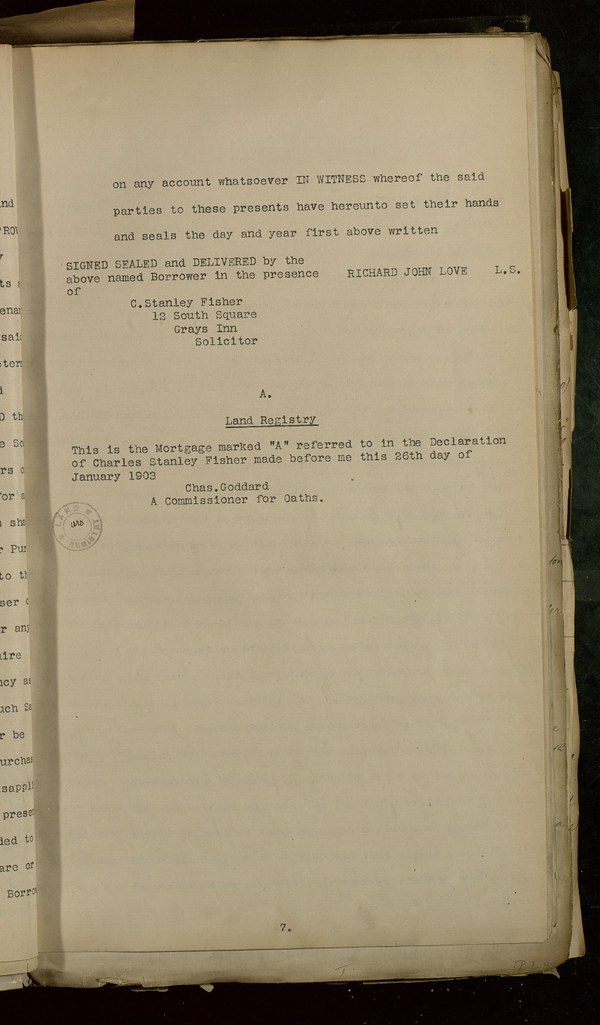 on any account whatsoever IN WITNESS whereof the said
parties to these presents have hereunto set their hands
and seals the day and year first above written
SIGNED SEALED and DELIVERED by the
above named Borrower in the presence RICHARD JOHN LOVE L.S.
of
C.Stanley Fisher
12 South Square
Grays Inn
Solicitor
A.
Land Registry
This is the Mortgage marked "A" referred to in the Declaration
of Charles Stanley Fisher made before me this 26th day of
January 1903
Chas.Goddard
A Commissioner for Oaths.
LAND REGISTRY
7.